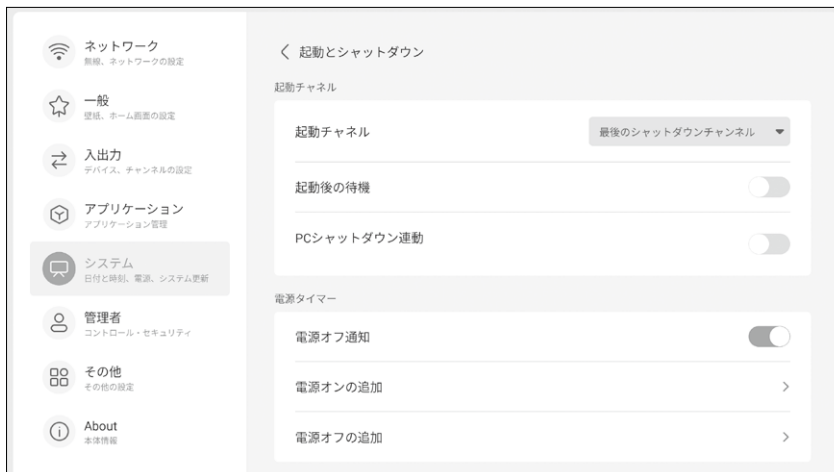 ネットワーク
無線、ネットワークの設定
一般
壁紙、ホーム画面の設定
入出力
デバイス、チャンネルの設定
アプリケーション
アプリケーション管理
システム
日付と時刻、電源、システム更新
管理者
コントロール・セキュリティ
その他
その他の設定
About
本体情報
起動とシャットダウン
起動チャネル
起動チャネル
最後のシャットダウンチャンネル
起動後の待機
PCシャットダウン連動
電源タイマー
電源オフ通知
電源オンの追加
電源オフの追加